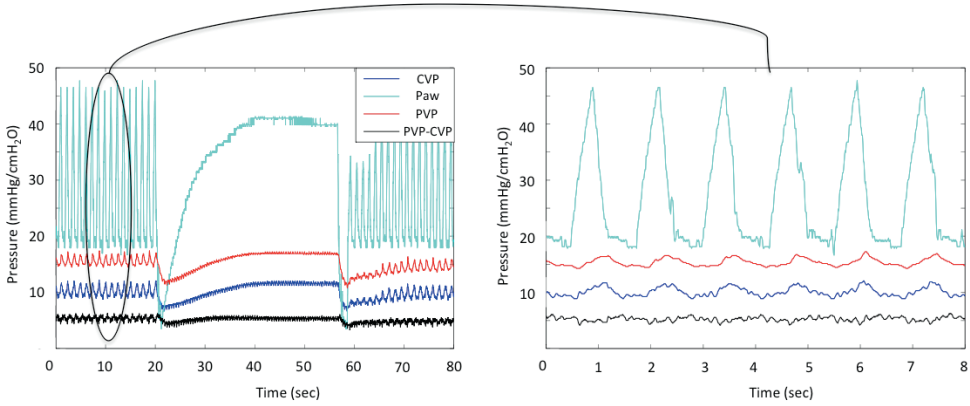 50
40
30
20
10
0 10 20 30 40 50 60 70 80
Time (sec)
Pressure (mmHg/cmH₂O)
CVP
Paw
PVP
PVP-CVP
50
40
30
20
10
0 1 2 3 4 5 6 7 8
Time (sec)
Pressure (mmHg/cmH₂O)